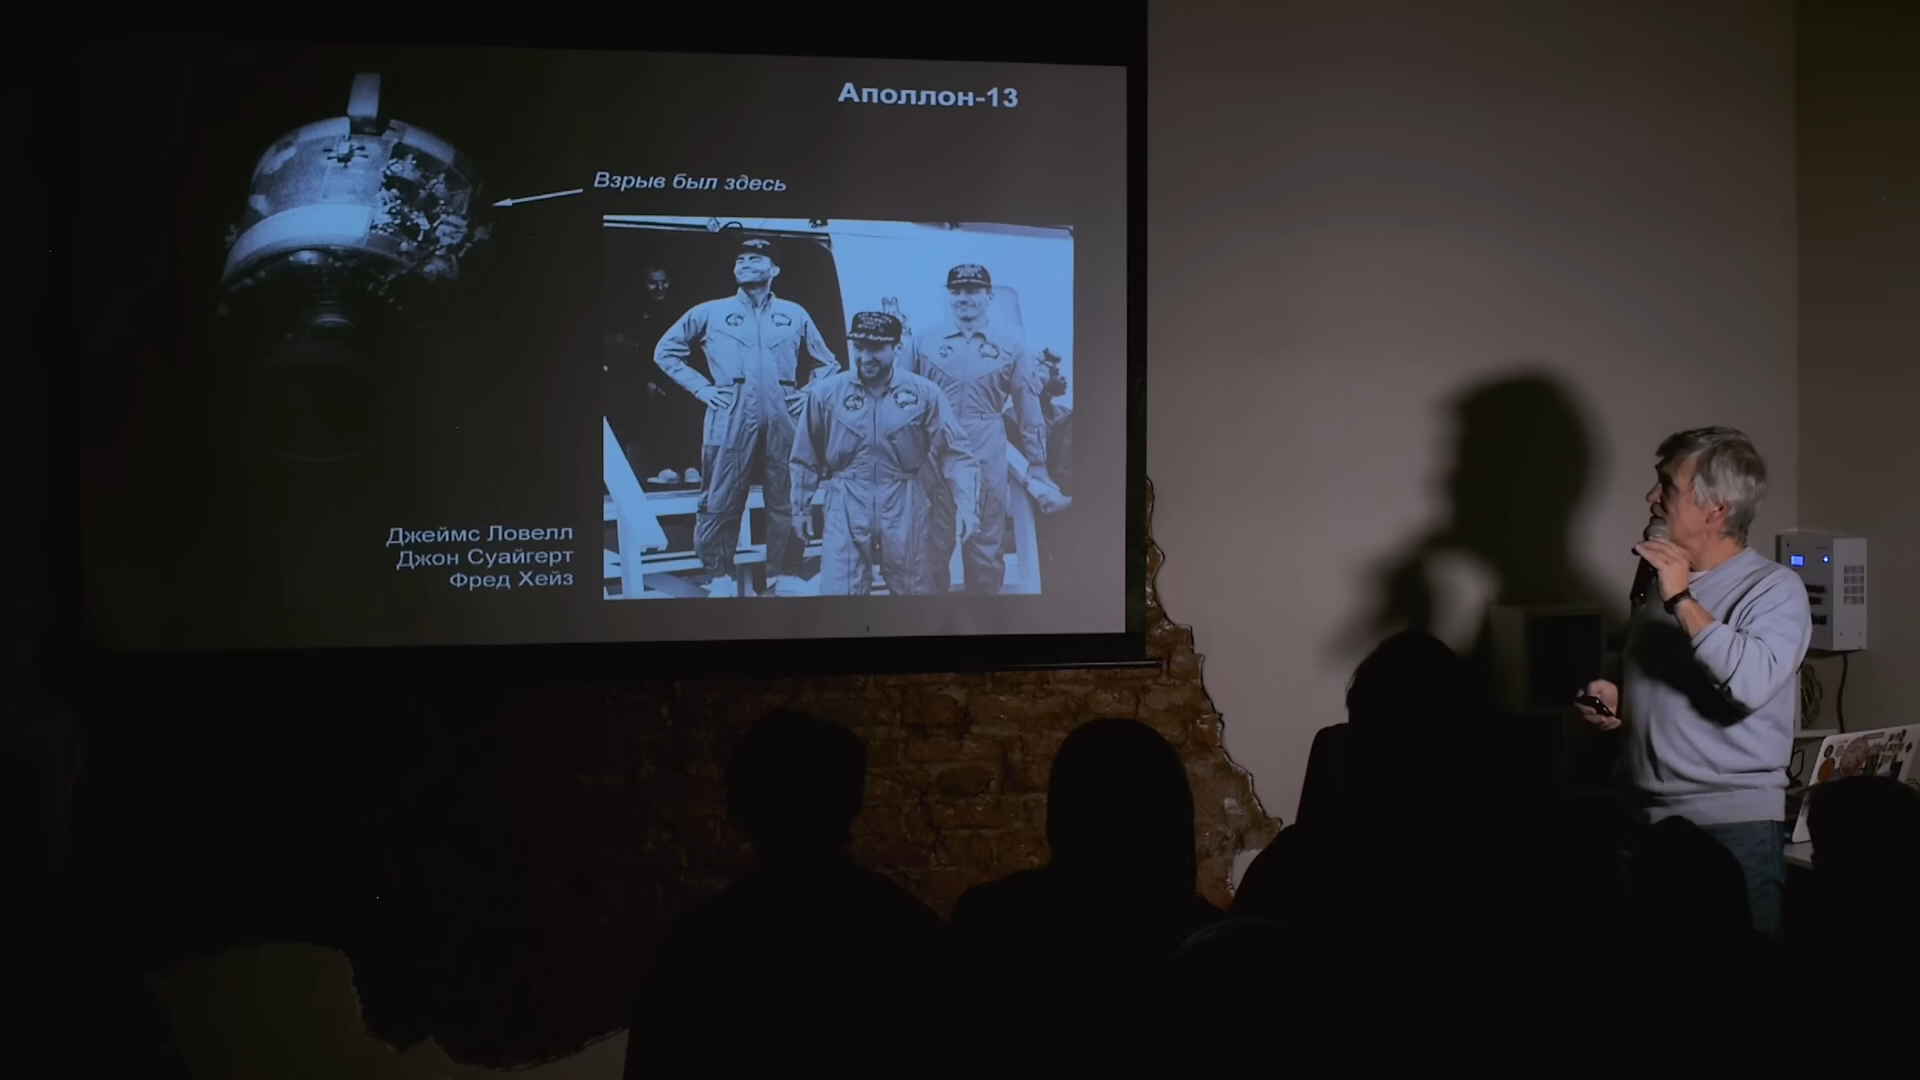 Аполлон-13
Взрыв был здесь
Джеймс Ловелл
Джон Суайгерт
Фред Хейз